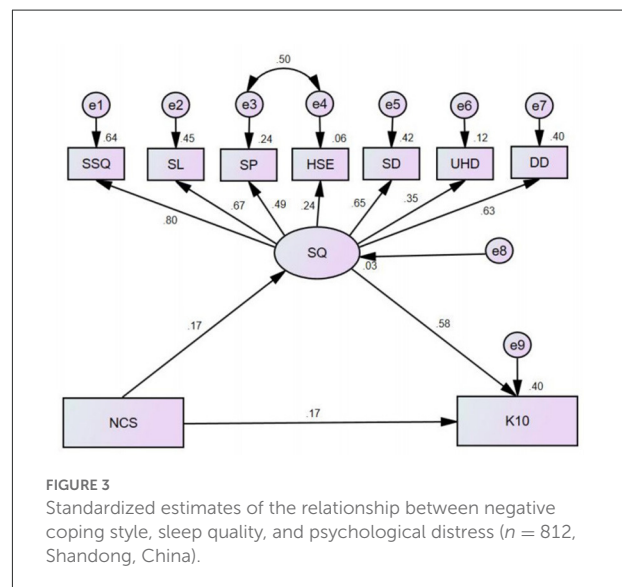 .50
e1 e2 e3 e4 e5 e6 e7
.64 .45 .24 .06 .42 .12 .40
SSQ SL SP HSE SD UHD DD
.80 .67 .49 .24 .65 .35 .63
SQ
.03
e8
.17 .58
e9
.40
NCS .17 K10
FIGURE 3
Standardized estimates of the relationship between negative
coping style, sleep quality, and psychological distress (n = 812,
Shandong, China).